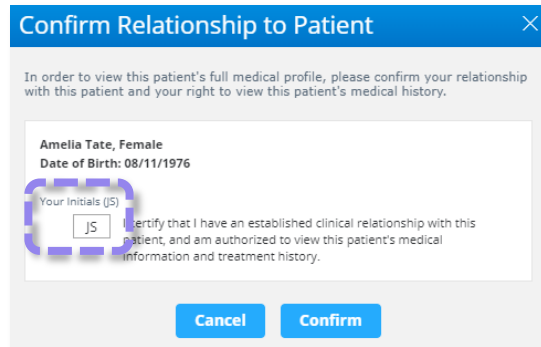 Confirm Relationship to Patient
In order to view this patient's full medical profile, please confirm your relationship
with this patient and your right to view this patient's medical history.
Amelia Tate, Female
Date of Birth: 08/11/1976
Your Initials (JS)
JS
I certify that I have an established clinical relationship with this
patient, and am authorized to view this patient's medical
information and treatment history.
Cancel Confirm